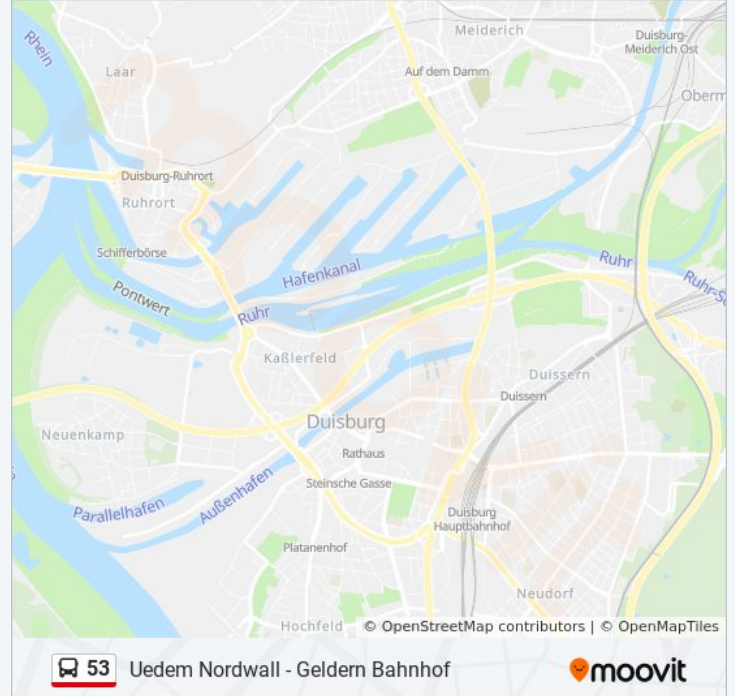 Rhein
Laar
Meiderich
Duisburg-
Meiderich Ost
Auf dem Damm
Oberm
Duisburg-Ruhrort
Ruhrort
Schifferbörse
Hafenkanal
Ruhr
Ruhr-S
Pontwert
Ruhr
Kaßlerfeld
Duissern
Duissern
Duisburg
Neuenkamp
Rathaus
Steinsche Gasse
Außenhafen
Parallelhafen
Duisburg
Hauptbahnhof
Platanenhof
Neudorf
Hochfeld
© OpenStreetMap contributors | © OpenMapTiles
53 Uedem Nordwall - Geldern Bahnhof
moovit